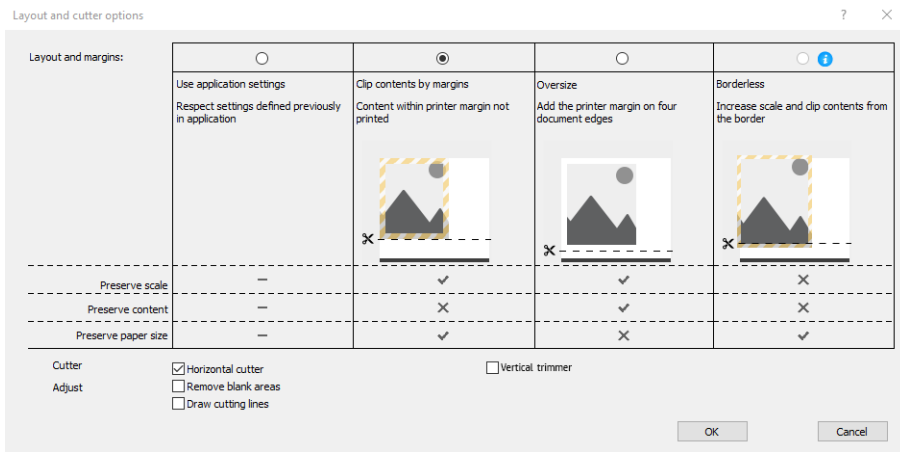 Layout and cutter options
?
Layout and margins:
Use application settings
Respect settings defined previously
in application
Clip contents by margins
Content within printer margin not
printed
Oversize
Add the printer margin on four
document edges
Borderless
Increase scale and clip contents from
the border
Preserve scale
Preserve content
Preserve paper size
Cutter
Horizontal cutter
Vertical trimmer
Adjust
Remove blank areas
Draw cutting lines
OK
Cancel